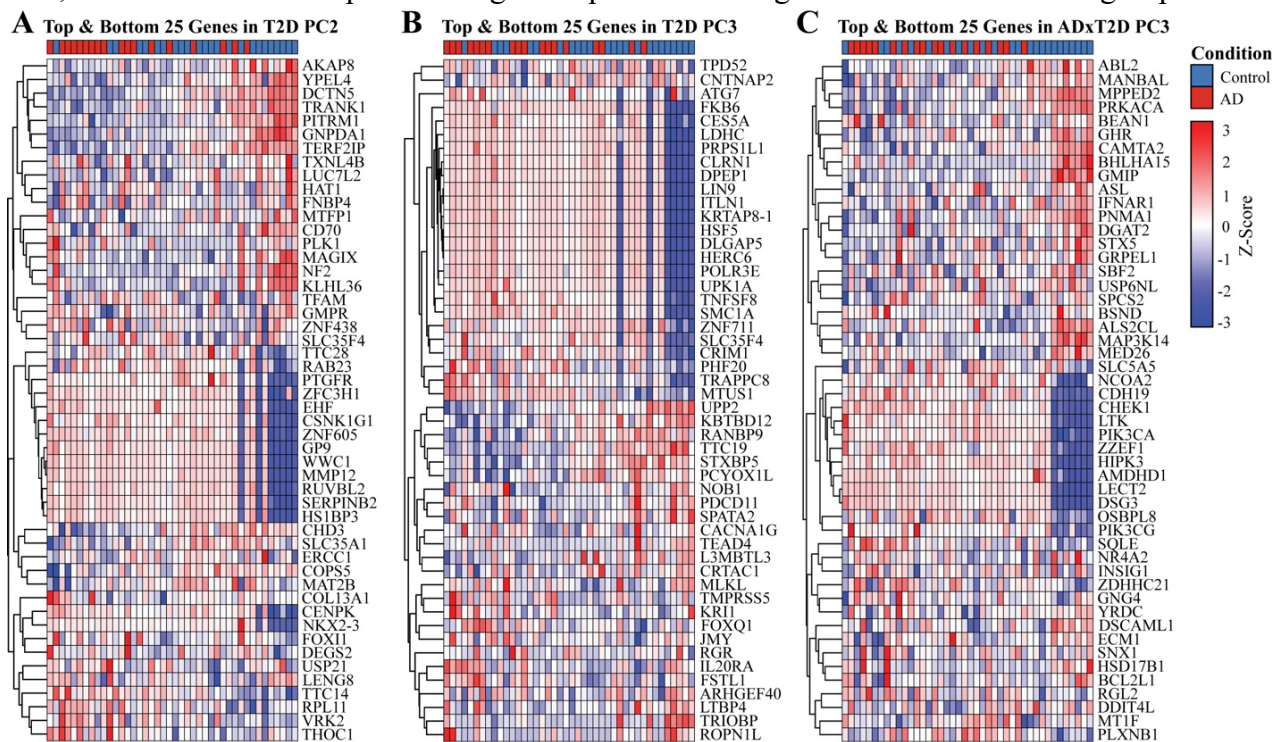 A Top & Bottom 25 Genes in T2D PC2
AKAP8
YPEL4
DCTN5
TRANK1
PITRM1
GNPDA1
TERF2IP
TXNL4B
LUC7L2
HAT1
FNBP4
MTFP1
CD70
PLK1
MAGIX
NF2
KLHL36
TFAM
GMPR
ZNF438
SLC35F4
TTC28
RAB23
PTGFR
ZFC3H1
EHF
CSNK1G1
ZNF605
GP9
WWC1
MMP12
RUVBL2
SERPINB2
HS1BP3
CHD3
SLC35A1
ERCC1
COPS5
MAT2B
COL13A1
CENPK
NKX2-3
FOXI1
DEGS2
USP21
LENG8
TTC14
RPL11
VRK2
THOC1
B Top & Bottom 25 Genes in T2D PC3
TPD52
CNTNAP2
ATG7
FKB6
CES5A
LDHC
PRPS1L1
CLRN1
DPEP1
LIN9
ITLN1
KRTAP8-1
HSF5
DLGAP5
HERC6
POLR3E
UPK1A
TNFSF8
SMC1A
ZNF711
SLC35F4
CRIM1
PHF20
TRAPPC8
MTUS1
UPP2
KBTBD12
RANBP9
TTC19
STXBP5
PCYOX1L
NOB1
PDCD11
SPATA2
CACNA1G
TEAD4
L3MBTL3
CRTAC1
MLKL
TMPRSS5
KRI1
FOXQ1
JMY
RGR
IL20RA
FSTL1
ARHGEF40
LTBP4
TRIOBP
ROPN1L
C Top & Bottom 25 Genes in ADxT2D PC3
ABL2
MANBAL
MPPED2
PRKACA
BEAN1
GHR
CAMTA2
BHLHA15
GMIP
ASL
IFNAR1
PNMA1
DGAT2
STX5
GRPEL1
SBF2
USP6NL
SPCS2
BSND
ALS2CL
MAP3K14
MED26
SLC5A5
NCOA2
CDH19
CHEK1
LTK
PIK3CA
ZZEF1
HIPK3
AMDHD1
LECT2
DSG3
OSBPL8
PIK3CG
SQLE
NR4A2
INSIG1
ZDHHC21
GNG4
YRDC
DSCAML1
ECM1
SNX1
HSD17B1
BCL2L1
RGL2
DDIT4L
MT1F
PLXNB1
Condition
Control
AD
3
2
1
0
-1
-2
-3
Z-Score